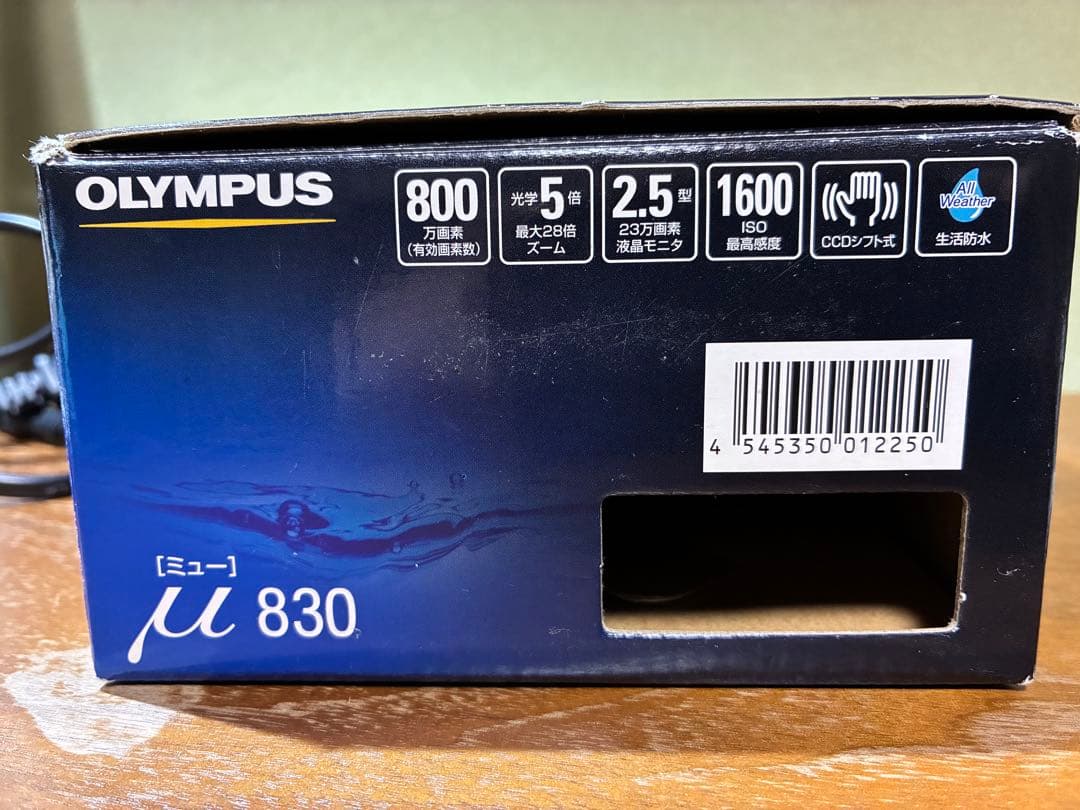 OLYMPUS
800
万画素
(有効画素数)
光学5倍
最大28倍
ズーム
2.5型
23万画素
液晶モニタ
1600
ISO
最高感度
CCDシフト式
All
Weather
生活防水
4 545350 012250
[ミュー]
μ 830